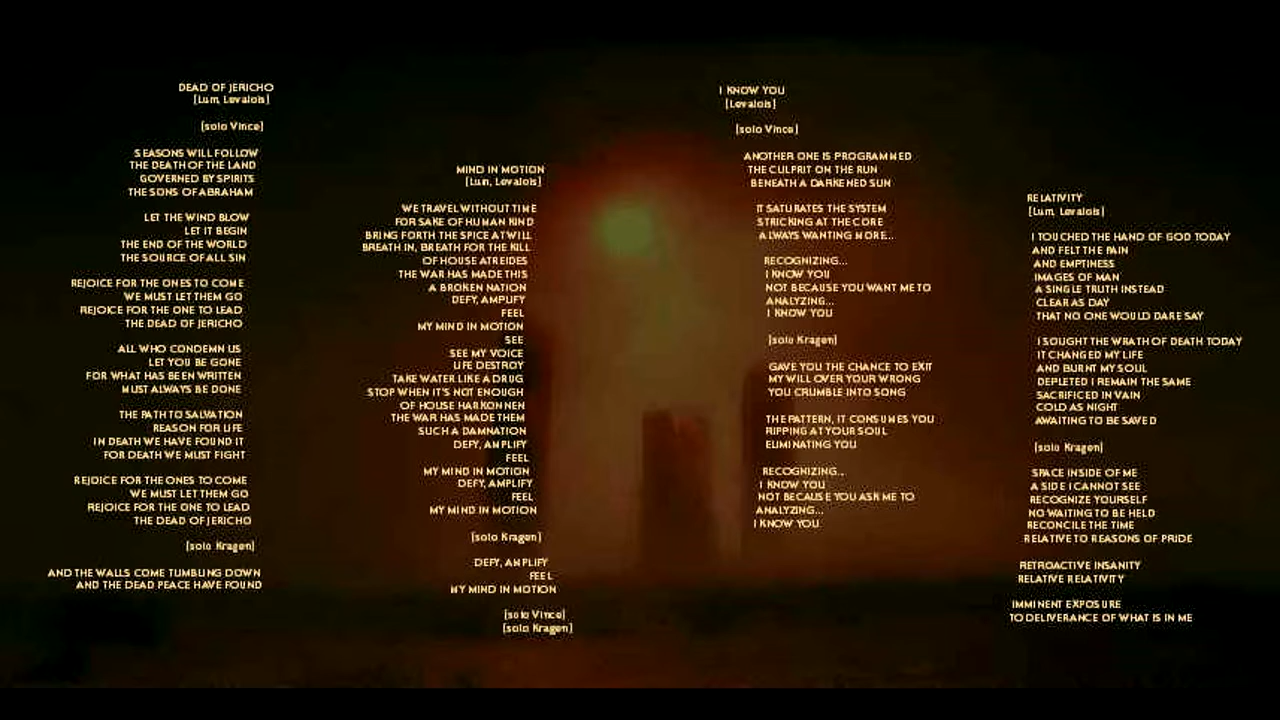 DEAD OF JERICHO
[Lum, Levalois]
[solo Vince]
SEASONS WILL FOLLOW
THE DEATH OF THE LAND
GOVERNED BY SPIRITS
THE SONS OF ABRAHAM
LET THE WIND BLOW
LET IT BEGIN
THE END OF THE WORLD
THE SOURCE OF ALL SIN
REJOICE FOR THE ONES TO COME
WE MUST LET THEM GO
REJOICE FOR THE ONE TO LEAD
THE DEAD OF JERICHO
ALL WHO CONDEMN US
LET YOU BE GONE
FOR WHAT HAS BEEN WRITTEN
MUST ALWAYS BE DONE
THE PATH TO SALVATION
REASON FOR LIFE
IN DEATH WE HAVE FOUND IT
FOR DEATH WE MUST FIGHT
REJOICE FOR THE ONES TO COME
WE MUST LET THEM GO
REJOICE FOR THE ONE TO LEAD
THE DEAD OF JERICHO
[solo Kragen]
AND THE WALLS COME TUMBLING DOWN
AND THE DEAD PEACE HAVE FOUND
MIND IN MOTION
[Lum, Levalois]
WE TRAVEL WITHOUT TIME
FOR SAKE OF HUMAN KIND
BRING FORTH THE SPICE AT WILL
BREATH IN, BREATH FOR THE KILL
OF HOUSE ATREIDES
THE WAR HAS MADE THIS
A BROKEN NATION
DEFY, AMPLIFY
FEEL
MY MIND IN MOTION
SEE
SEE MY VOICE
LIFE DESTROY
TAKE WATER LIKE A DRUG
STOP WHEN IT'S NOT ENOUGH
OF HOUSE HARKONNEN
THE WAR HAS MADE THEM
SUCH A DAMNATION
DEFY, AMPLIFY
FEEL
MY MIND IN MOTION
DEFY, AMPLIFY
FEEL
MY MIND IN MOTION
[solo Kragen]
DEFY, AMPLIFY
FEEL
MY MIND IN MOTION
[solo Vince]
[solo Kragen]
I KNOW YOU
[Levalois]
[solo Vince]
ANOTHER ONE IS PROGRAMMED
THE CULPRIT ON THE RUN
BENEATH A DARKENED SUN
IT SATURATES THE SYSTEM
STRICKING AT THE CORE
ALWAYS WANTING MORE...
RECOGNIZING...
I KNOW YOU
NOT BECAUSE YOU WANT ME TO
ANALYZING...
I KNOW YOU
[solo Kragen]
GAVE YOU THE CHANCE TO EXIT
MY WILL OVER YOUR WRONG
YOU CRUMBLE INTO SONG
THE PATTERN, IT CONSUMES YOU
RIPPING AT YOUR SOUL
ELIMINATING YOU
RECOGNIZING...
I KNOW YOU
NOT BECAUSE YOU ASK ME TO
ANALYZING...
I KNOW YOU
RELATIVITY
[Lum, Levalois]
I TOUCHED THE HAND OF GOD TODAY
AND FELT THE PAIN
AND EMPTINESS
IMAGES OF MAN
A SINGLE TRUTH INSTEAD
CLEAR AS DAY
THAT NO ONE WOULD DARE SAY
I SOUGHT THE WRATH OF DEATH TODAY
IT CHANGED MY LIFE
AND BURNT MY SOUL
DEPLETED I REMAIN THE SAME
SACRIFICED IN VAIN
COLD AS NIGHT
AWAITING TO BE SAVED
[solo Kragen]
SPACE INSIDE OF ME
A SIDE I CANNOT SEE
RECOGNIZE YOURSELF
NO WAITING TO BE HELD
RECONCILE THE TIME
RELATIVE TO REASONS OF PRIDE
RETROACTIVE INSANITY
RELATIVE RELATIVITY
IMMINENT EXPOSURE
TO DELIVERANCE OF WHAT IS IN ME